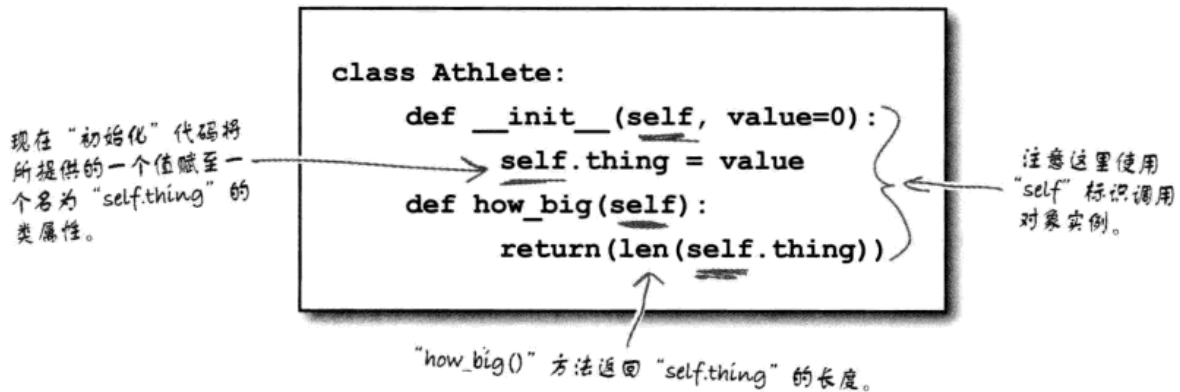 class Athlete:
def __init__(self, value=0):
self.thing = value
def how_big(self):
return(len(self.thing))
现在“初始化”代码将
所提供的一个值赋至一
个名为“self.thing”的
类属性。
注意这里使用
“self”标识调用
对象实例。
“how_big()”方法返回“self.thing”的长度。